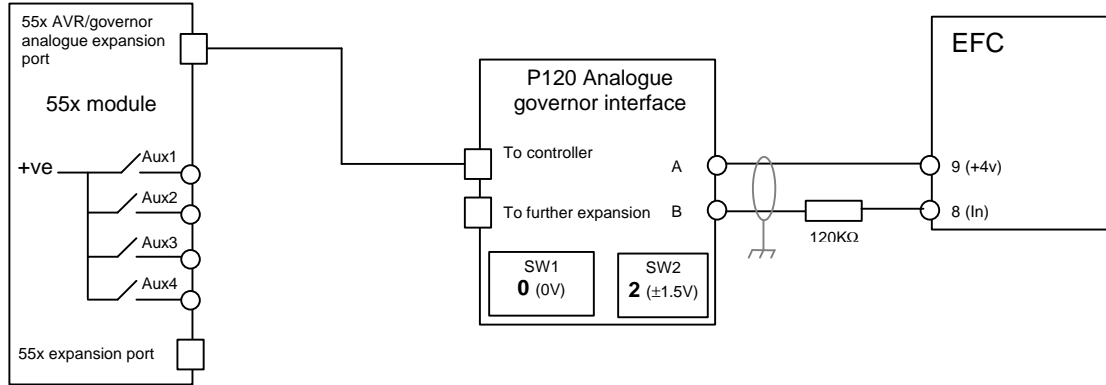 55x AVR/governor
analogue expansion
port
55x module
+ve
Aux1
Aux2
Aux3
Aux4
55x expansion port
P120 Analogue
governor interface
To controller
A
To further expansion
B
SW1
0 (0V)
SW2
2 (±1.5V)
120KΩ
EFC
9 (+4v)
8 (In)